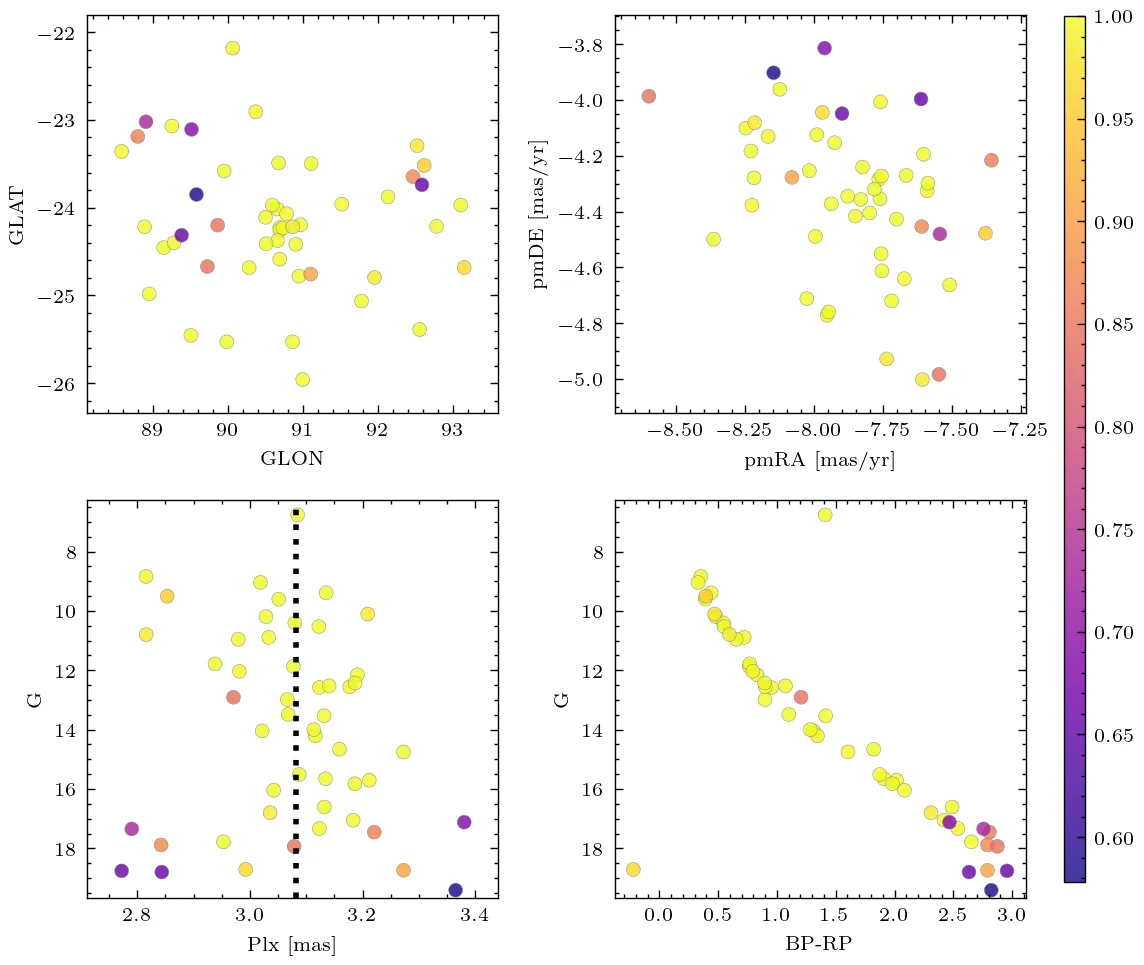 −22
−23
−24
−25
−26
GLAT
89 90 91 92 93
GLON
−3.8
−4.0
−4.2
−4.4
−4.6
−4.8
−5.0
pmDE [mas/yr]
−8.50 −8.25 −8.00 −7.75 −7.50 −7.25
pmRA [mas/yr]
8
10
12
14
16
18
G
2.8 3.0 3.2 3.4
Plx [mas]
8
10
12
14
16
18
G
0.0 0.5 1.0 1.5 2.0 2.5 3.0
BP-RP
1.00
0.95
0.90
0.85
0.80
0.75
0.70
0.65
0.60